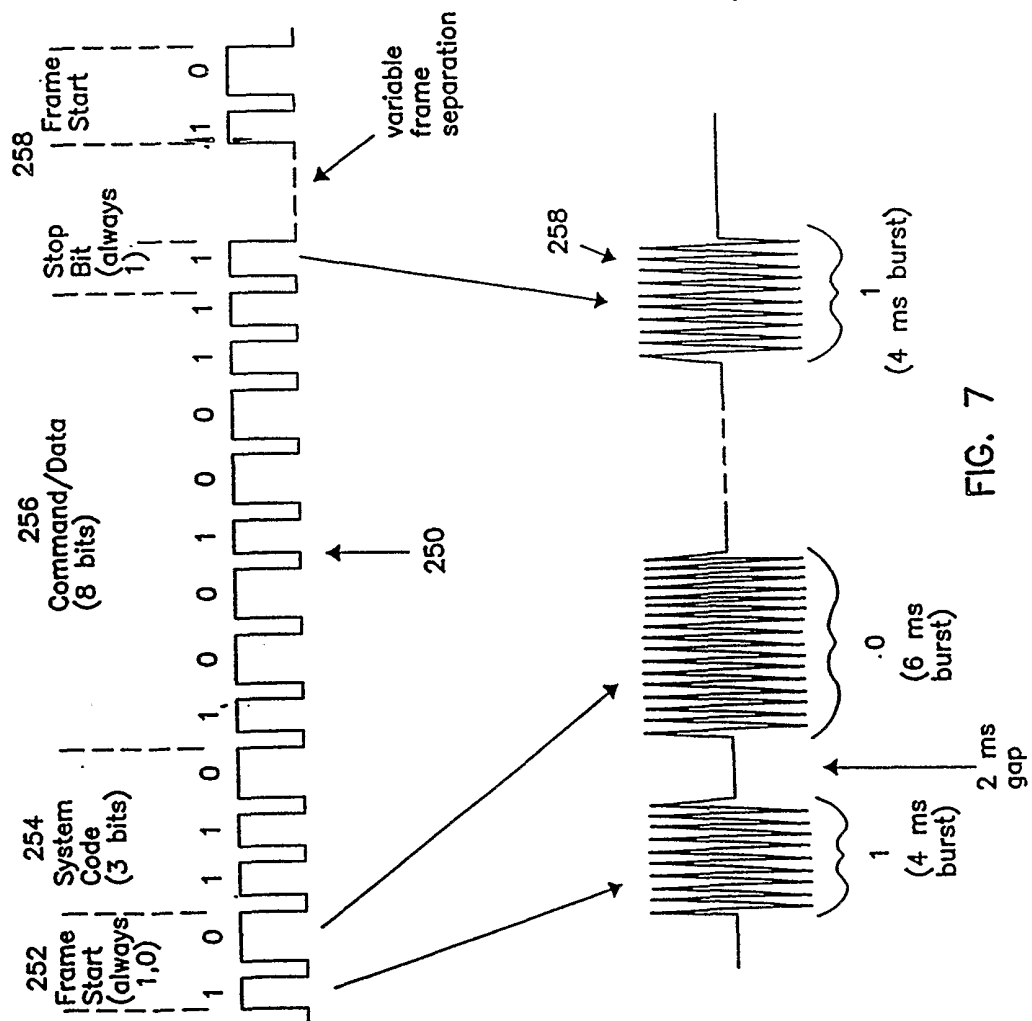 252
Frame
Start
(always
1,0)
254
System
Code
(3 bits)
256
Command/Data
(8 bits)
Stop
Bit
(always
1)
258
Frame
Start
1 0 1 1 0 1 0 0 1 0 0 1 1 1 1 0
250
variable
frame
separation
258
1
(4 ms
burst)
2 ms
gap
0
(6 ms
burst)
1
(4 ms burst)
FIG. 7